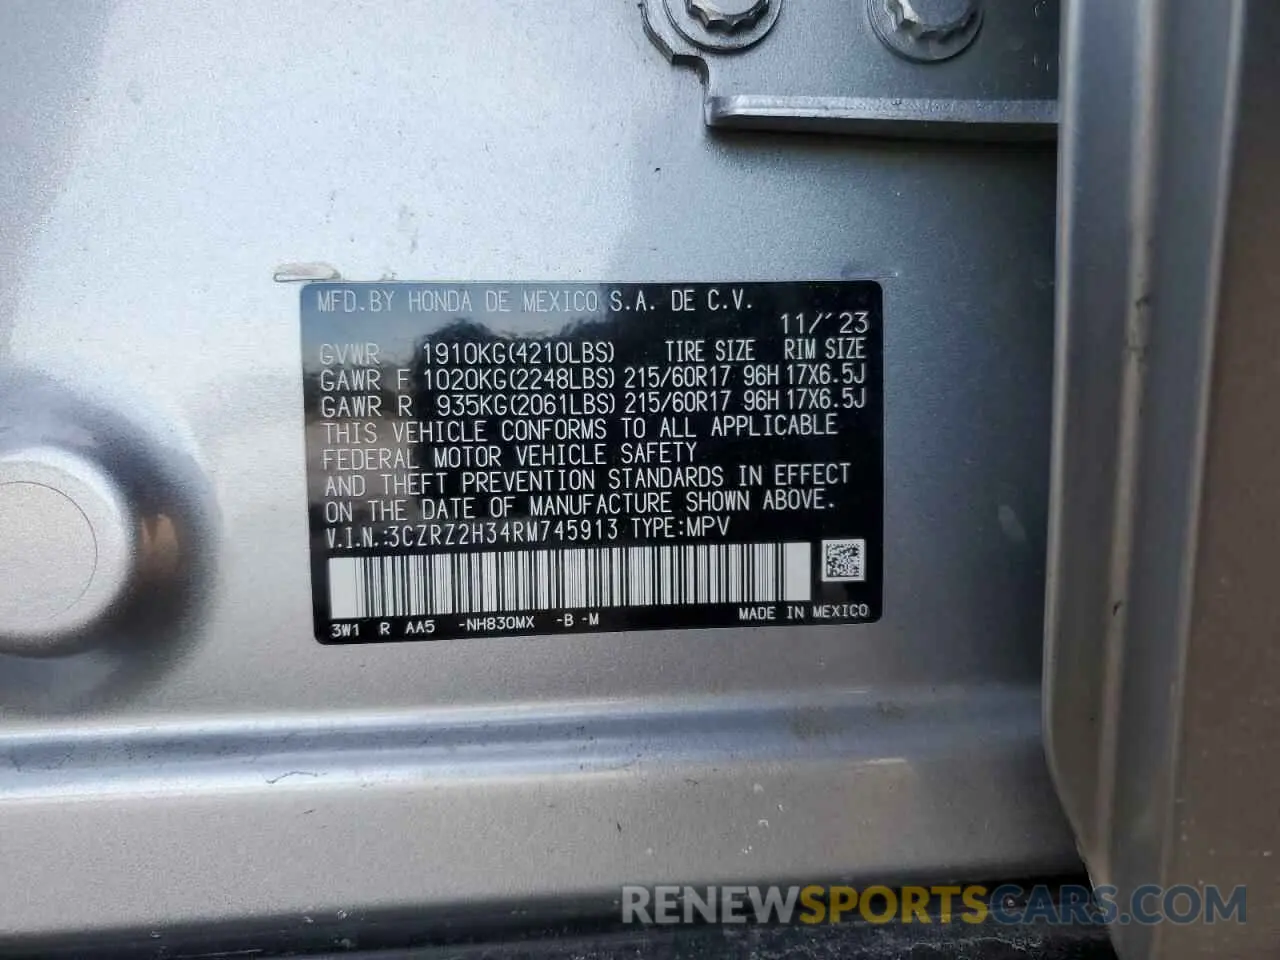 MFD.BY HONDA DE MEXICO S.A. DE C.V.
11/´23
GVWR 1910KG(4210LBS) TIRE SIZE RIM SIZE
GAWR F 1020KG(2248LBS) 215/60R17 96H 17X6.5J
GAWR R 935KG(2061LBS) 215/60R17 96H 17X6.5J
THIS VEHICLE CONFORMS TO ALL APPLICABLE
FEDERAL MOTOR VEHICLE SAFETY
AND THEFT PREVENTION STANDARDS IN EFFECT
ON THE DATE OF MANUFACTURE SHOWN ABOVE.
V.I.N.:3CZRZ2H34RM745913 TYPE:MPV
3W1 R AA5 -NH830MX -B -M MADE IN MEXICO
RENEWSPORTSCARS.COM